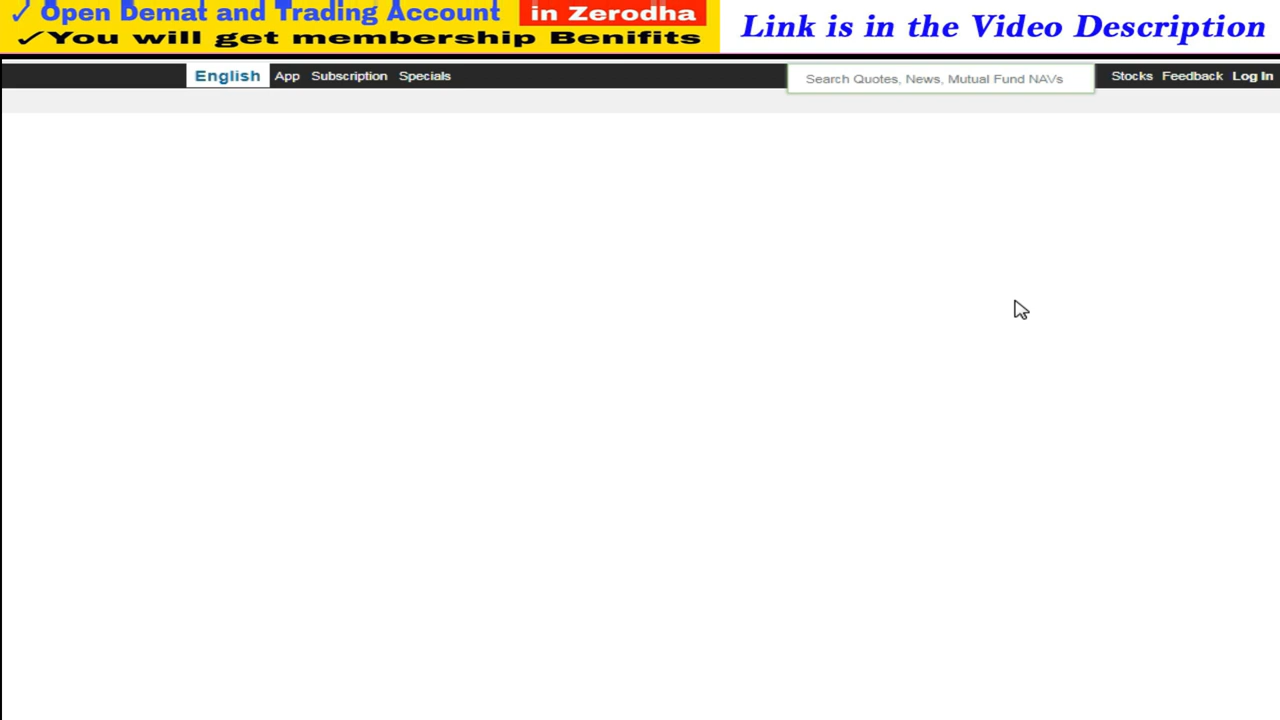 ✓ Open Demat and Trading Account in Zerodha
✓You will get membership Benifits
Link is in the Video Description
English App Subscription Specials Search Quotes, News, Mutual Fund NAVs Stocks Feedback Log In